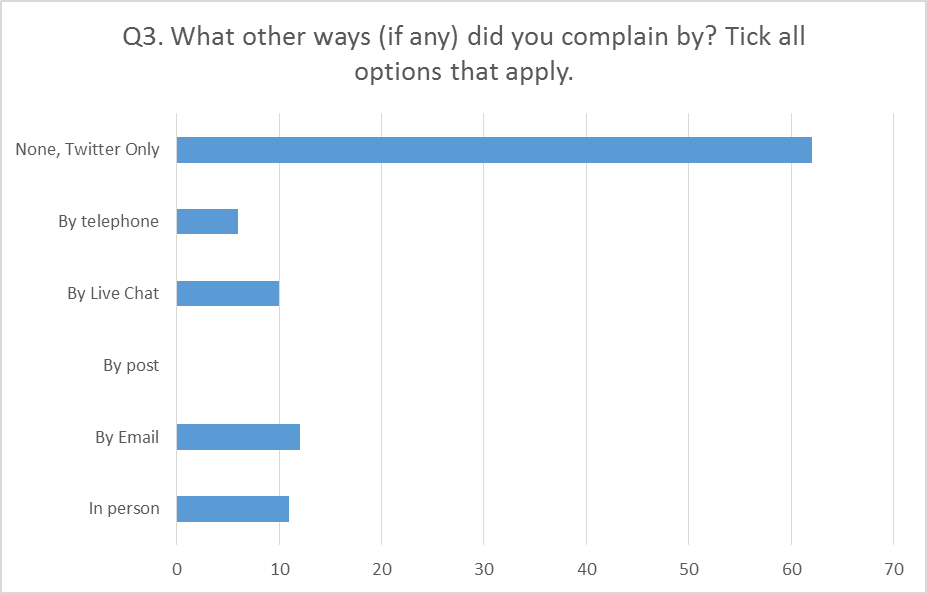 Q3. What other ways (if any) did you complain by? Tick all
options that apply.
None, Twitter Only
By telephone
By Live Chat
By post
By Email
In person
0 10 20 30 40 50 60 70